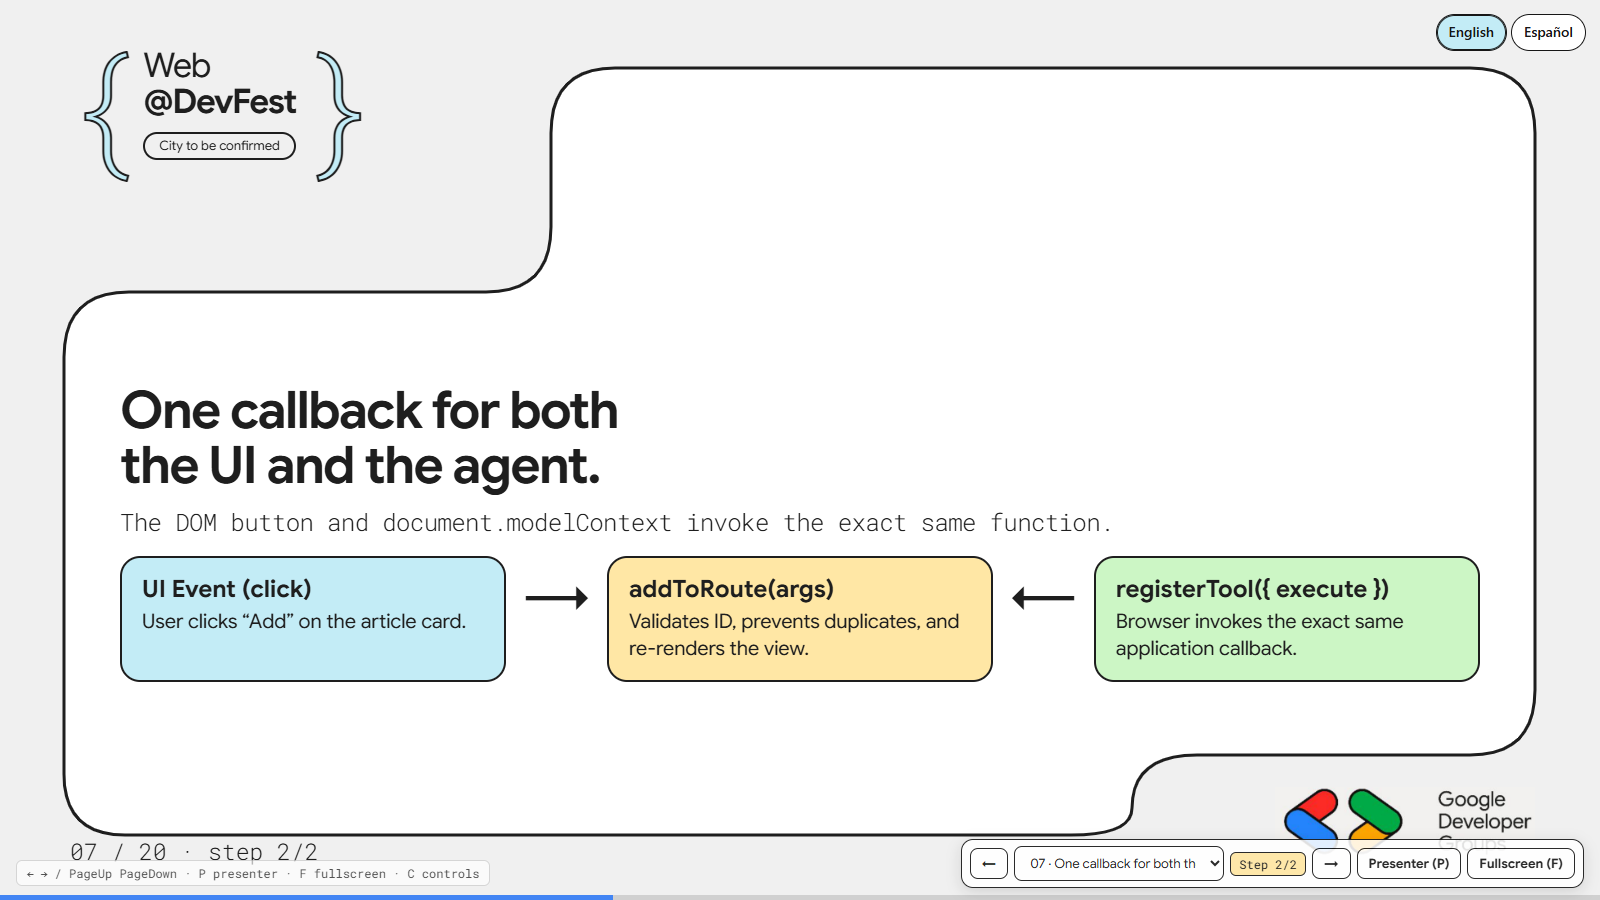 English
Español
Web
@DevFest
City to be confirmed
One callback for both
the UI and the agent.
The DOM button and document.modelContext invoke the exact same function.
UI Event (click)
User clicks “Add” on the article card.
addToRoute(args)
Validates ID, prevents duplicates, and
re-renders the view.
registerTool({ execute })
Browser invokes the exact same
application callback.
Google
Developer
Groups
07 / 20 · step 2/2
← → / PageUp PageDown · P presenter · F fullscreen · C controls
←
07 · One callback for both th
Step 2/2
→
Presenter (P)
Fullscreen (F)